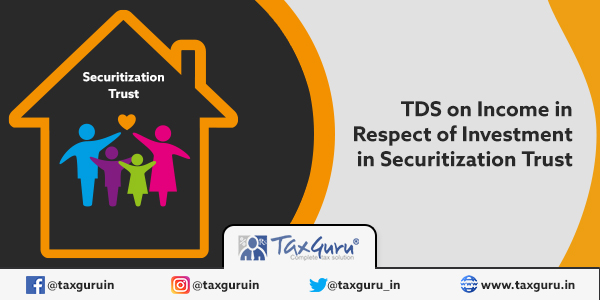 Securitization
Trust
TDS on Income in
Respect of Investment
in Securitization Trust
TaxGuru®
Complete tax solution
@taxguruin
@taxguruin
@taxguru_in
www.taxguru.in